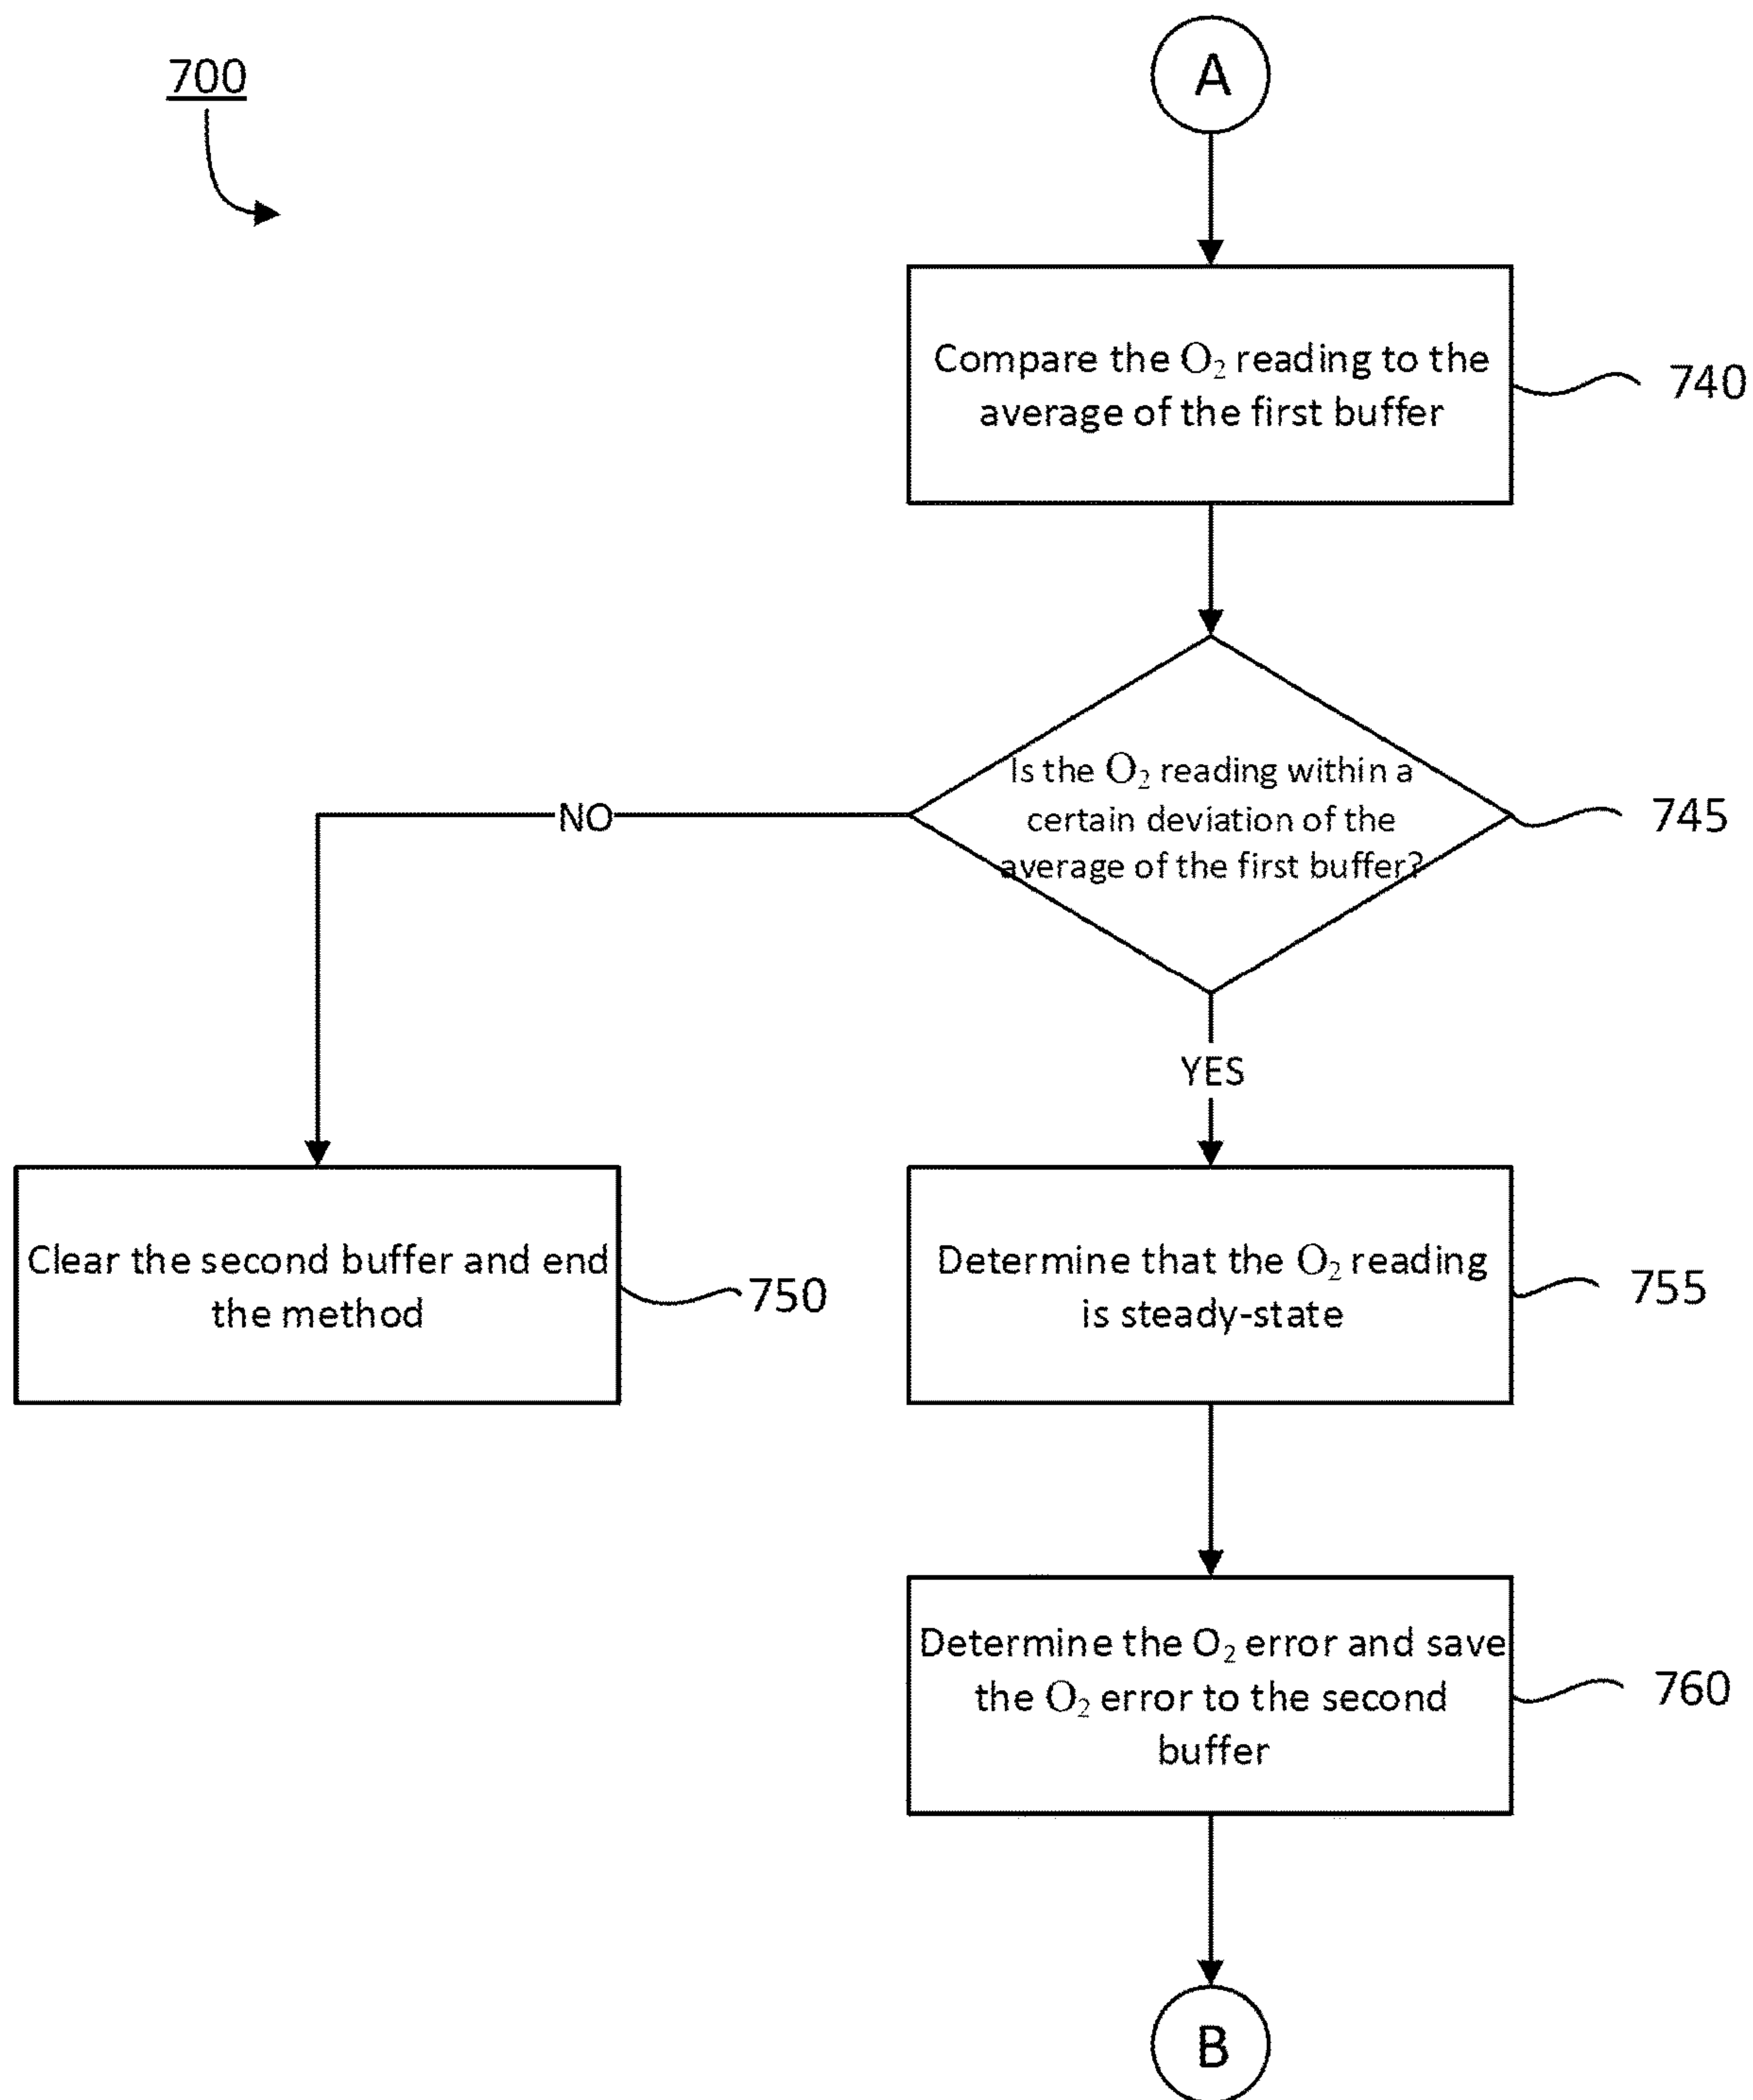 700
A
Compare the O₂ reading to the
average of the first buffer
740
Is the O₂ reading within a
certain deviation of the
average of the first buffer?
745
NO
YES
Clear the second buffer and end
the method
750
Determine that the O₂ reading
is steady-state
755
Determine the O₂ error and save
the O₂ error to the second
buffer
760
B